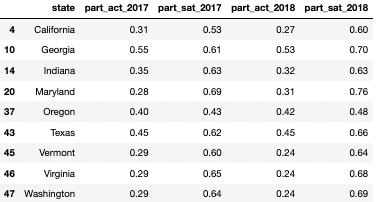 state part_act_2017 part_sat_2017 part_act_2018 part_sat_2018
4 California 0.31 0.53 0.27 0.60
10 Georgia 0.55 0.61 0.53 0.70
14 Indiana 0.35 0.63 0.32 0.63
20 Maryland 0.28 0.69 0.31 0.76
37 Oregon 0.40 0.43 0.42 0.48
43 Texas 0.45 0.62 0.45 0.66
45 Vermont 0.29 0.60 0.24 0.64
46 Virginia 0.29 0.65 0.24 0.68
47 Washington 0.29 0.64 0.24 0.69